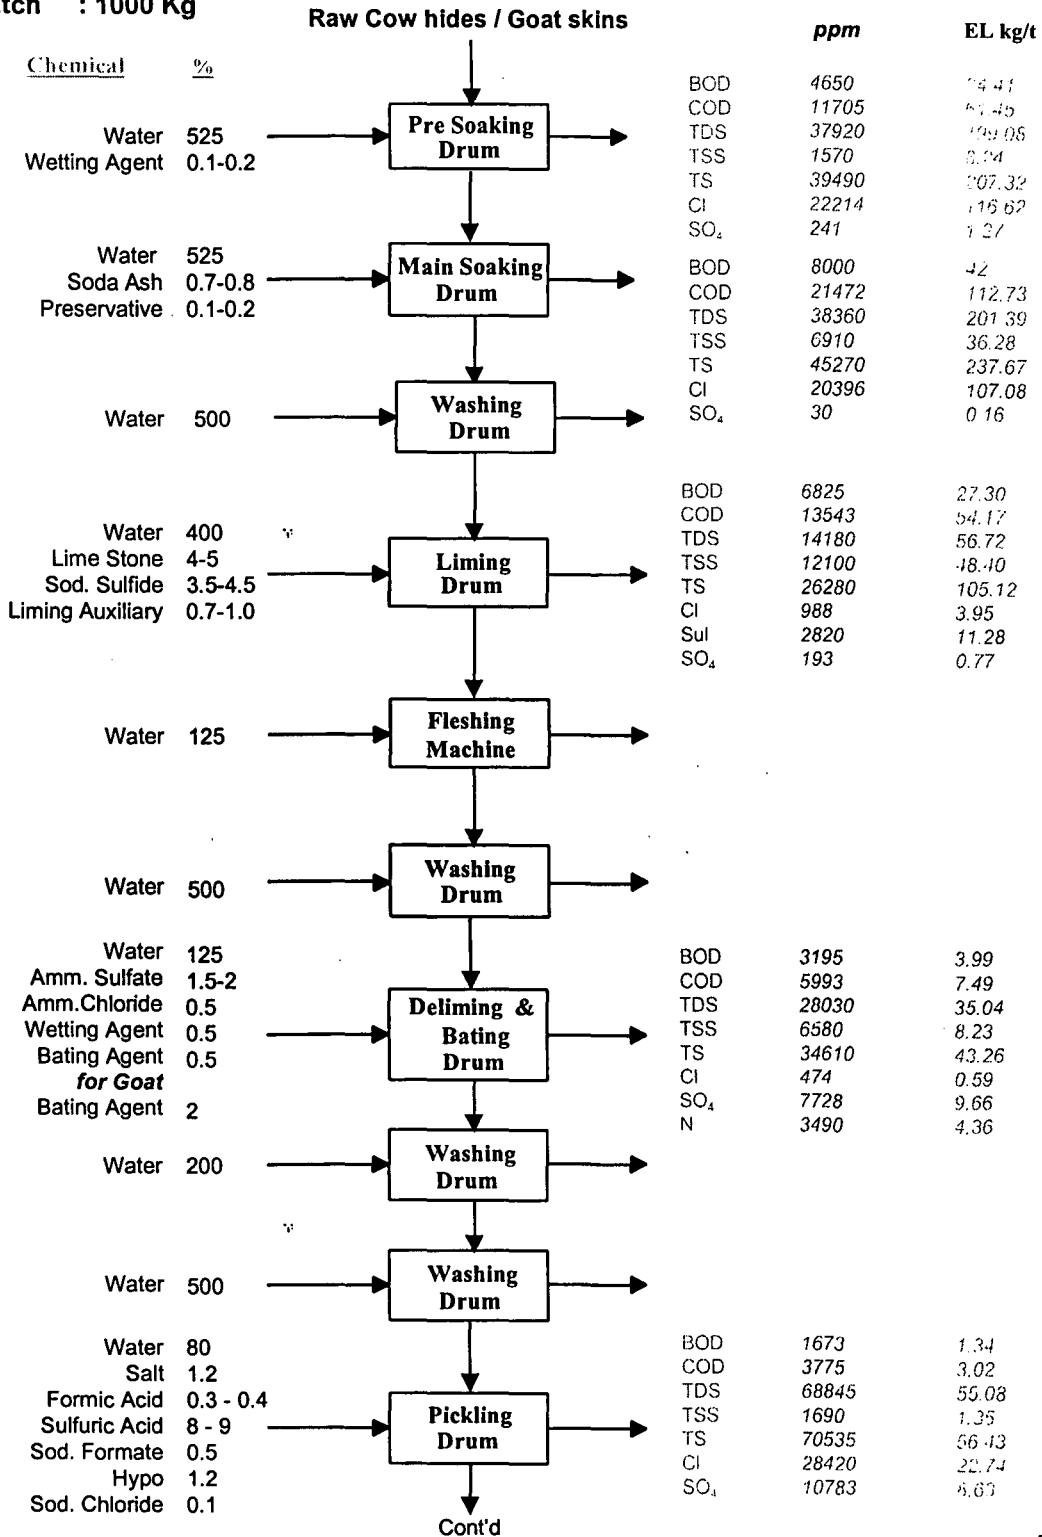 : 1000 Kg
Raw Cow hides / Goat skins
ppm EL kg/t
Chemical %
Water 525
Wetting Agent 0.1-0.2
Pre Soaking
Drum
BOD 4650
COD 11705
TDS 37920
TSS 1570
TS 39490 207.32
Cl 22214 116.62
SO₄ 241 1.27
Water 525
Soda Ash 0.7-0.8
Preservative 0.1-0.2
Main Soaking
Drum
BOD 8000 42
COD 21472 112.73
TDS 38360 201.39
TSS 6910 36.28
TS 45270 237.67
Cl 20396 107.08
SO₄ 30 0.16
Water 500
Washing
Drum
Water 400
Lime Stone 4-5
Sod. Sulfide 3.5-4.5
Liming Auxiliary 0.7-1.0
Liming
Drum
BOD 6825 27.30
COD 13543 54.17
TDS 14180 56.72
TSS 12100 48.40
TS 26280 105.12
Cl 988 3.95
Sul 2820 11.28
SO₄ 193 0.77
Water 125
Fleshing
Machine
Water 500
Washing
Drum
Water 125
Amm. Sulfate 1.5-2
Amm.Chloride 0.5
Wetting Agent 0.5
Bating Agent 0.5
for Goat
Bating Agent 2
Deliming &
Bating
Drum
BOD 3195 3.99
COD 5993 7.49
TDS 28030 35.04
TSS 6580 8.23
TS 34610 43.26
Cl 474 0.59
SO₄ 7728 9.66
N 3490 4.36
Water 200
Washing
Drum
Water 500
Washing
Drum
Water 80
Salt 1.2
Formic Acid 0.3 - 0.4
Sulfuric Acid 8 - 9
Sod. Formate 0.5
Hypo 1.2
Sod. Chloride 0.1
Pickling
Drum
BOD 1673 1.34
COD 3775 3.02
TDS 68845 55.08
TSS 1690 1.35
TS 70535 56.43
Cl 28420 22.74
SO₄ 10783
Cont'd